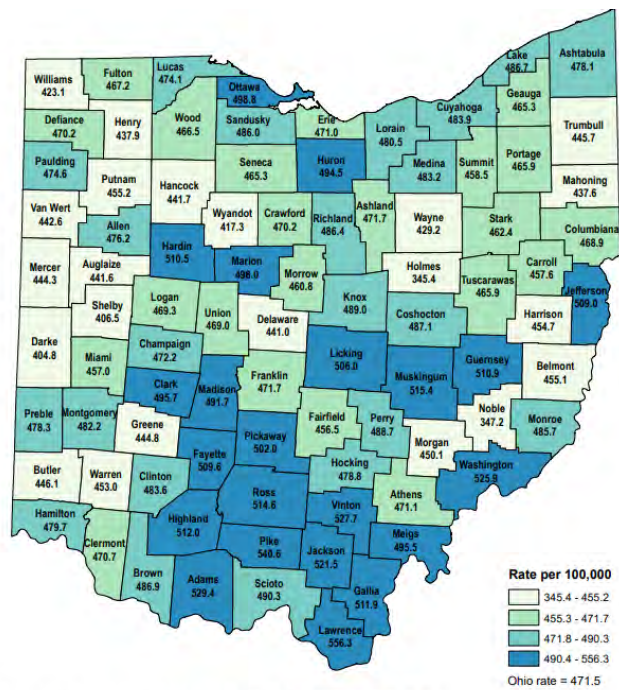 Williams
423.1
Fulton
467.2
Lucas
474.1
Ottawa
498.8
Lake
486.7
Ashtabula
478.1
Defiance
470.2
Henry
437.9
Wood
466.5
Sandusky
486.0
Erie
471.0
Lorain
480.5
Cuyahoga
483.9
Geauga
465.3
Trumbull
445.7
Paulding
474.6
Putnam
455.2
Hancock
441.7
Seneca
465.3
Huron
494.5
Medina
483.2
Summit
458.5
Portage
465.9
Mahoning
437.6
Van Wert
442.6
Allen
476.2
Wyandot
417.3
Crawford
470.2
Richland
486.4
Ashland
471.7
Wayne
429.2
Stark
462.4
Columbiana
468.9
Mercer
444.3
Auglaize
441.6
Hardin
510.5
Marion
498.0
Morrow
460.8
Holmes
345.4
Tuscarawas
465.9
Carroll
457.6
Jefferson
509.0
Shelby
406.5
Logan
469.3
Union
469.0
Delaware
441.0
Knox
489.0
Coshocton
487.1
Harrison
454.7
Darke
404.8
Miami
457.0
Champaign
472.2
Clark
495.7
Madison
491.7
Franklin
471.7
Licking
506.0
Muskingum
515.4
Guernsey
510.9
Belmont
455.1
Preble
478.3
Montgomery
482.2
Greene
444.8
Fayette
509.6
Pickaway
502.0
Fairfield
456.5
Perry
488.7
Morgan
450.1
Noble
347.2
Monroe
485.7
Butler
446.1
Warren
453.0
Clinton
483.6
Ross
514.6
Hocking
478.8
Athens
471.1
Washington
525.9
Hamilton
479.7
Clermont
470.7
Highland
512.0
Pike
540.6
Vinton
527.7
Jackson
521.5
Meigs
495.5
Brown
486.9
Adams
529.4
Scioto
490.3
Gallia
511.9
Lawrence
556.3
Rate per 100,000
345.4 - 455.2
455.3 - 471.7
471.8 - 490.3
490.4 - 556.3
Ohio rate = 471.5